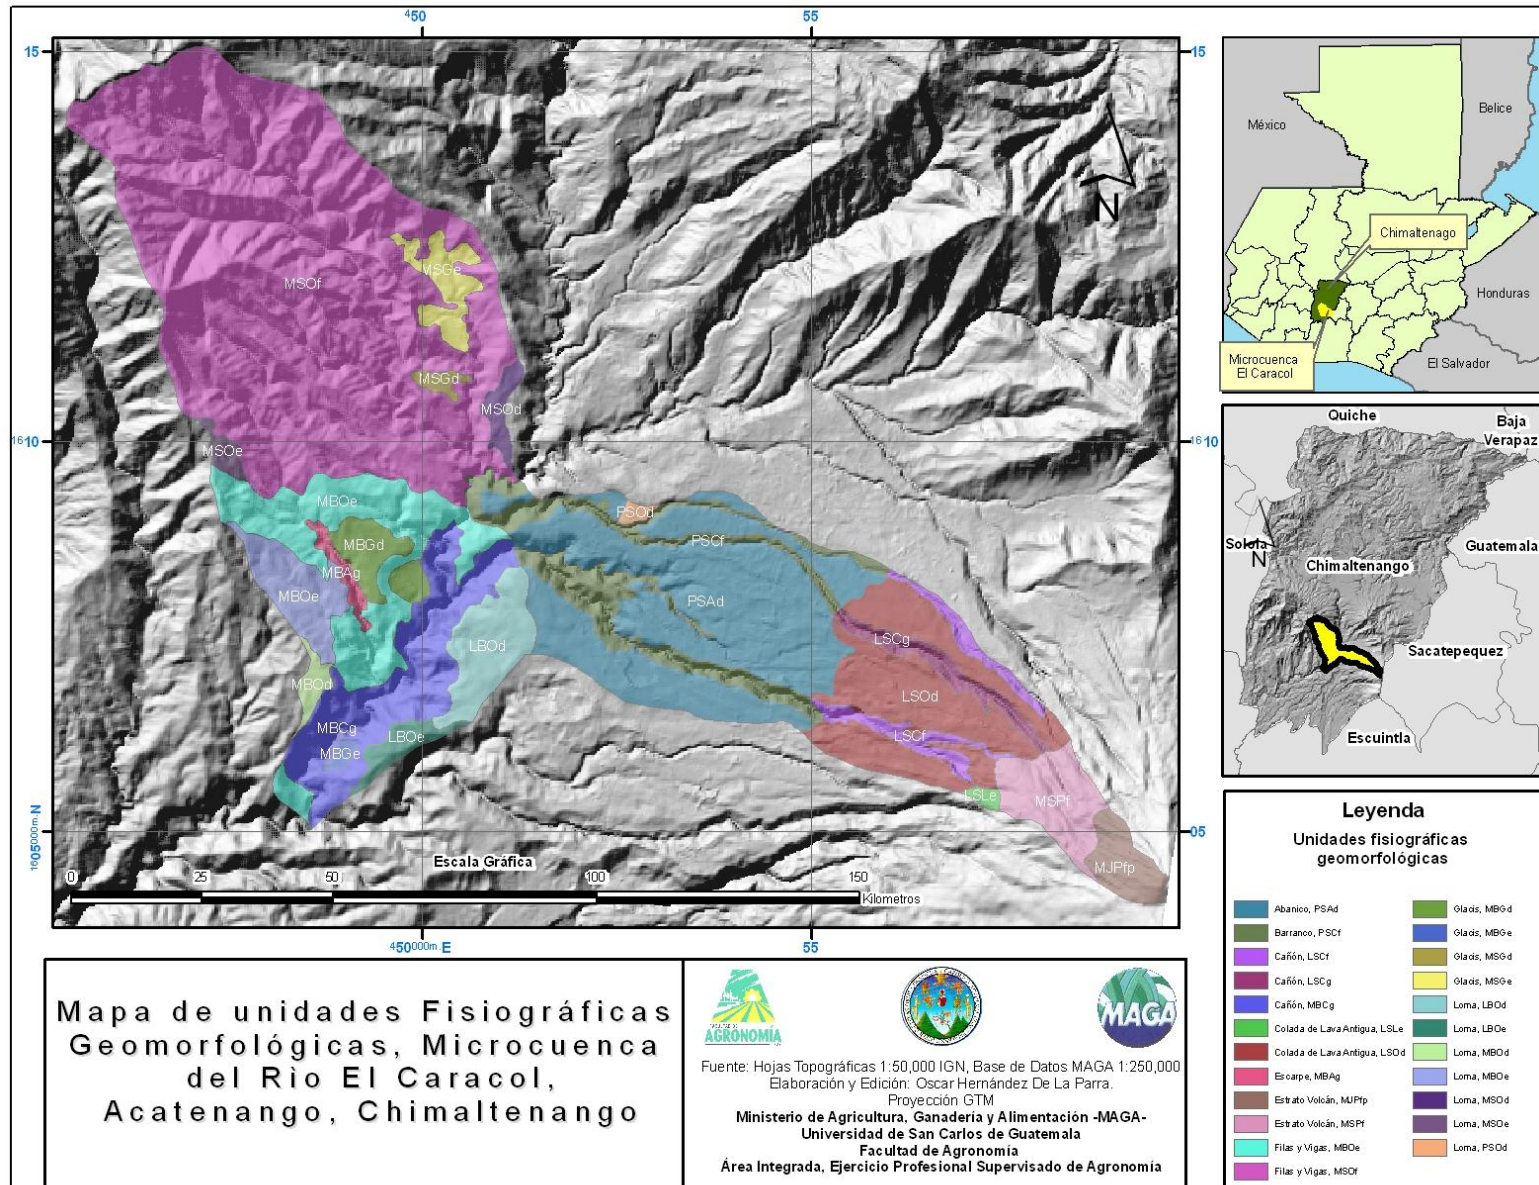 450
55
15
15
MSGe
MSOf
MSGd
MSOd
N
1610
1610
MSOe
MBOe
PSOd
MBGd
PSCf
MBAg
MBOe
PSAd
LSCg
LBOd
MBOd
LSOd
MBCg
LBOe
LSCf
MBGe
LSLe
MSPf
1605000m.N
05
Escala Gráfica
MJPfp
0
25
50
100
150
Kilometros
450000m.E
55
México
Belice
Chimaltenago
Honduras
Microcuenca
El Caracol
El Salvador
Quiche
Baja
Verapaz
Solola
N
Guatemala
Chimaltenango
Sacatepequez
Escuintla
Leyenda
Unidades fisiográficas
geomorfológicas
Abanico, PSAd
Barranco, PSCf
Cañón, LSCf
Cañón, LSCg
Cañón, MBCg
Colada de Lava Antigua, LSLe
Colada de Lava Antigua, LSOd
Escarpe, MBAg
Estrato Volcán, MJPfp
Estrato Volcán, MSPf
Filas y Vigas, MBOe
Filas y Vigas, MSOf
Glacis, MBGd
Glacis, MBGe
Glacis, MSGd
Glacis, MSGe
Loma, LBOd
Loma, LBOe
Loma, MBOd
Loma, MBOe
Loma, MSOd
Loma, MSOe
Loma, PSOd
Mapa de unidades Fisiográficas
Geomorfológicas, Microcuenca
del Rìo El Caracol,
Acatenango, Chimaltenango
FACULTAD DE
AGRONOMÍA
MAGA
Fuente: Hojas Topográficas 1:50,000 IGN, Base de Datos MAGA 1:250,000
Elaboración y Edición: Oscar Hernández De La Parra.
Proyección GTM
Ministerio de Agricultura, Ganadería y Alimentación -MAGA-
Universidad de San Carlos de Guatemala
Facultad de Agronomía
Área Integrada, Ejercicio Profesional Supervisado de Agronomía